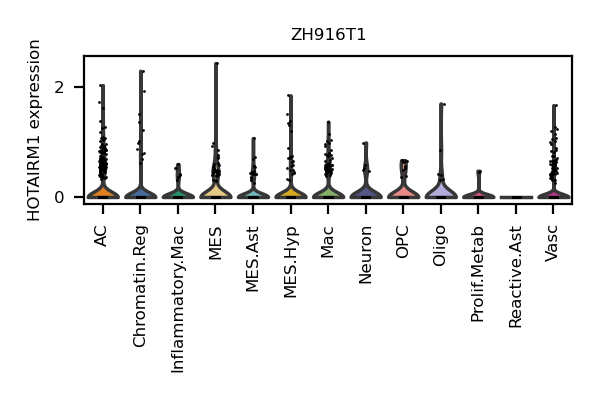 ZH916T1
HOTAIRM1 expression
2
0
AC
Chromatin.Reg
Inflammatory.Mac
MES
MES.Ast
MES.Hyp
Mac
Neuron
OPC
Oligo
Prolif.Metab
Reactive.Ast
Vasc